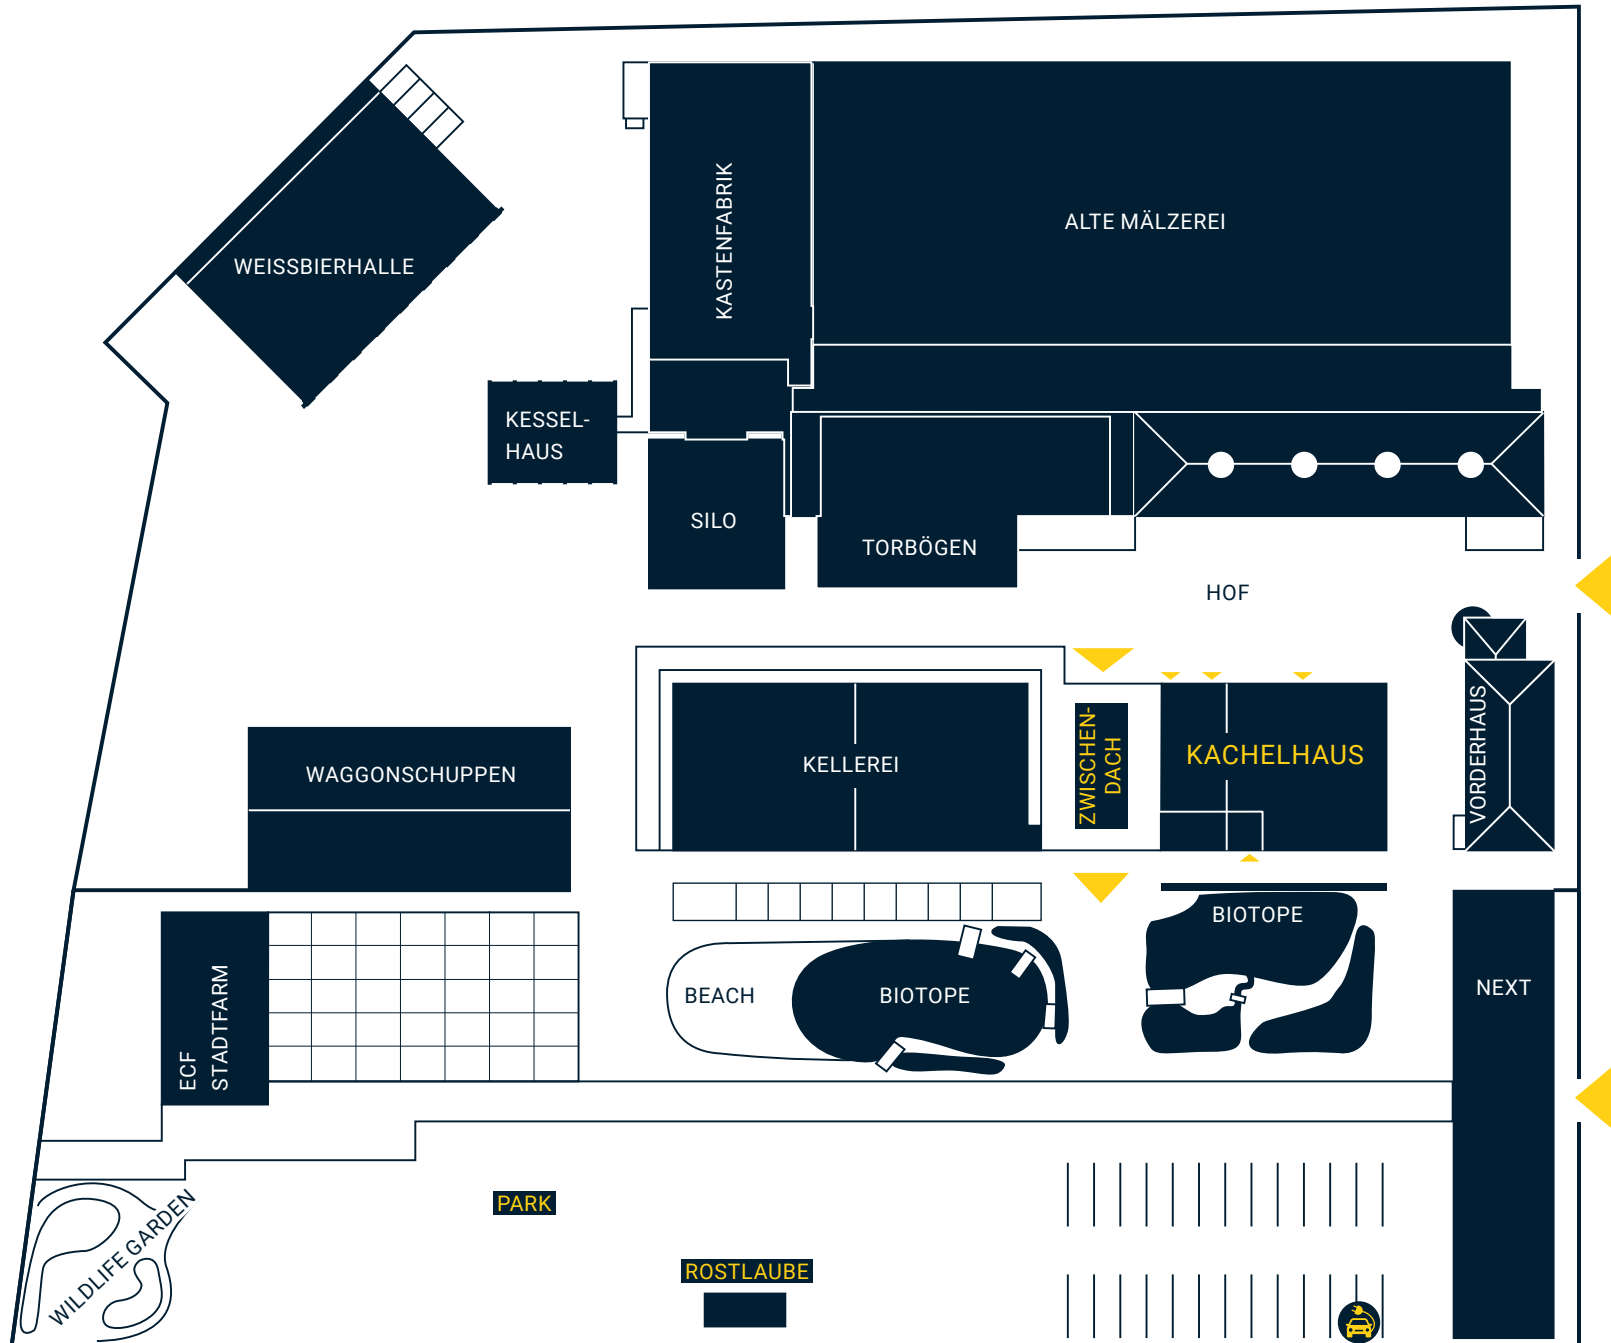 KASTENFABRIK
ALTE MÄLZEREI
WEISSBIERHALLE
KESSEL-
HAUS
SILO
TORBÖGEN
HOF
ZWISCHEN-
DACH
KACHELHAUS
VORDERHAUS
KELLEREI
WAGGONSCHUPPEN
BIOTOPE
ECF
STADTFARM
BEACH
BIOTOPE
NEXT
WILDLIFE GARDEN
PARK
ROSTLAUBE